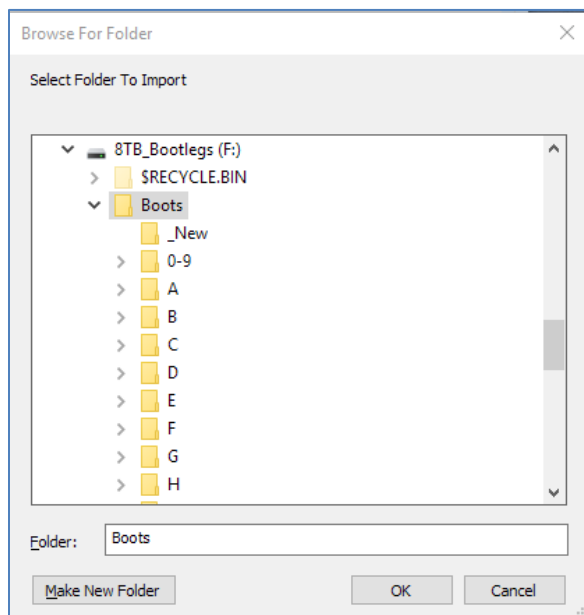 Browse For Folder
Select Folder To Import
8TB_Bootlegs (F:)
$RECYCLE.BIN
Boots
_New
0-9
A
B
C
D
E
F
G
H
Folder: Boots
Make New Folder OK Cancel